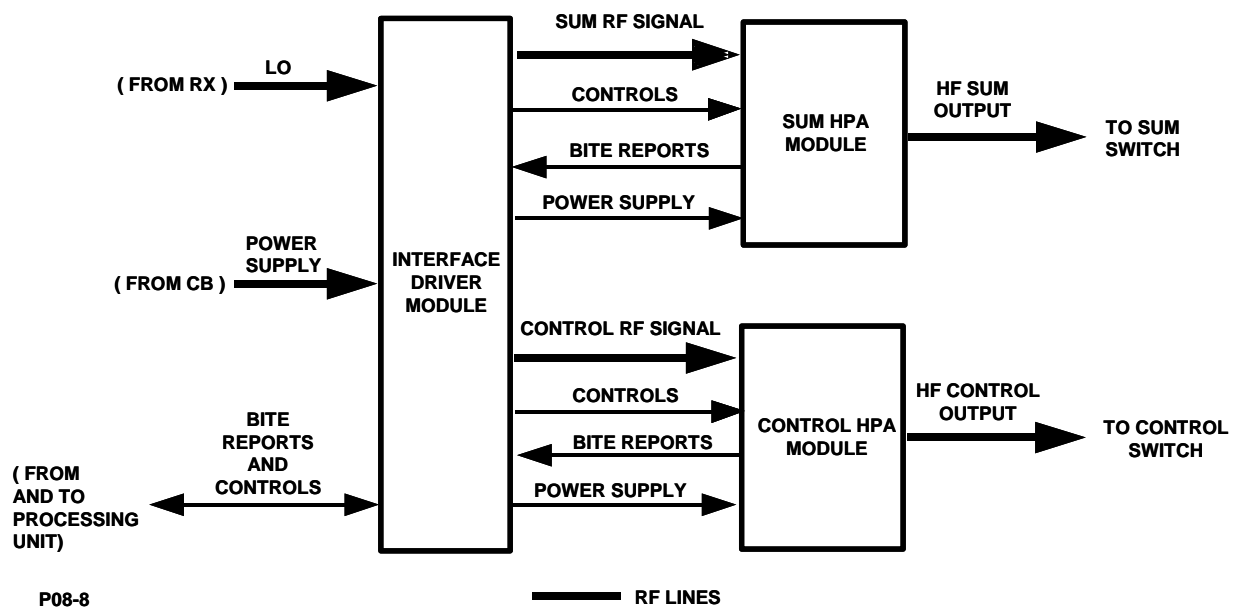 SUM RF SIGNAL
LO
( FROM RX )
CONTROLS
BITE REPORTS
POWER SUPPLY
SUM HPA
MODULE
HF SUM
OUTPUT
TO SUM
SWITCH
POWER
SUPPLY
( FROM CB )
INTERFACE
DRIVER
MODULE
CONTROL RF SIGNAL
CONTROLS
BITE REPORTS
POWER SUPPLY
CONTROL HPA
MODULE
HF CONTROL
OUTPUT
TO CONTROL
SWITCH
BITE
REPORTS
AND
CONTROLS
( FROM
AND TO
PROCESSING
UNIT)
P08-8
RF LINES